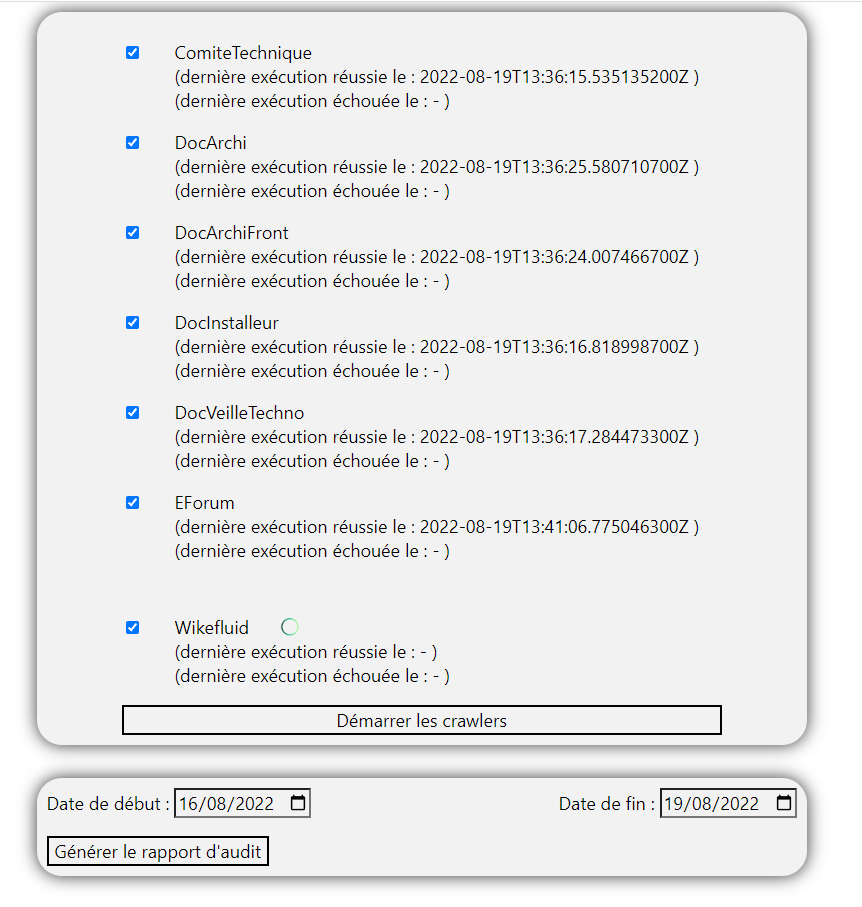 ComiteTechnique
(dernière exécution réussie le : 2022-08-19T13:36:15.535135200Z )
(dernière exécution échouée le : - )
DocArchi
(dernière exécution réussie le : 2022-08-19T13:36:25.580710700Z )
(dernière exécution échouée le : - )
DocArchiFront
(dernière exécution réussie le : 2022-08-19T13:36:24.007466700Z )
(dernière exécution échouée le : - )
DocInstalleur
(dernière exécution réussie le : 2022-08-19T13:36:16.818998700Z )
(dernière exécution échouée le : - )
DocVeilleTechno
(dernière exécution réussie le : 2022-08-19T13:36:17.284473300Z )
(dernière exécution échouée le : - )
EForum
(dernière exécution réussie le : 2022-08-19T13:41:06.775046300Z )
(dernière exécution échouée le : - )
Wikefluid
(dernière exécution réussie le : - )
(dernière exécution échouée le : - )
Démarrer les crawlers
Date de début : 16/08/2022 Date de fin : 19/08/2022
Générer le rapport d'audit